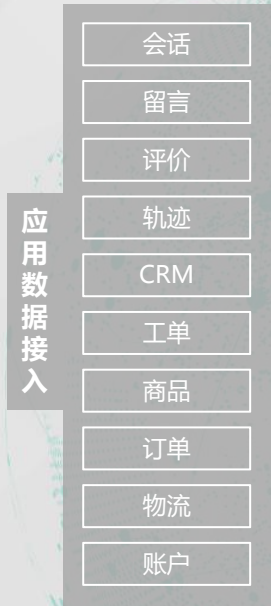 应用数据接入
会话
留言
评价
轨迹
CRM
工单
商品
订单
物流
账户